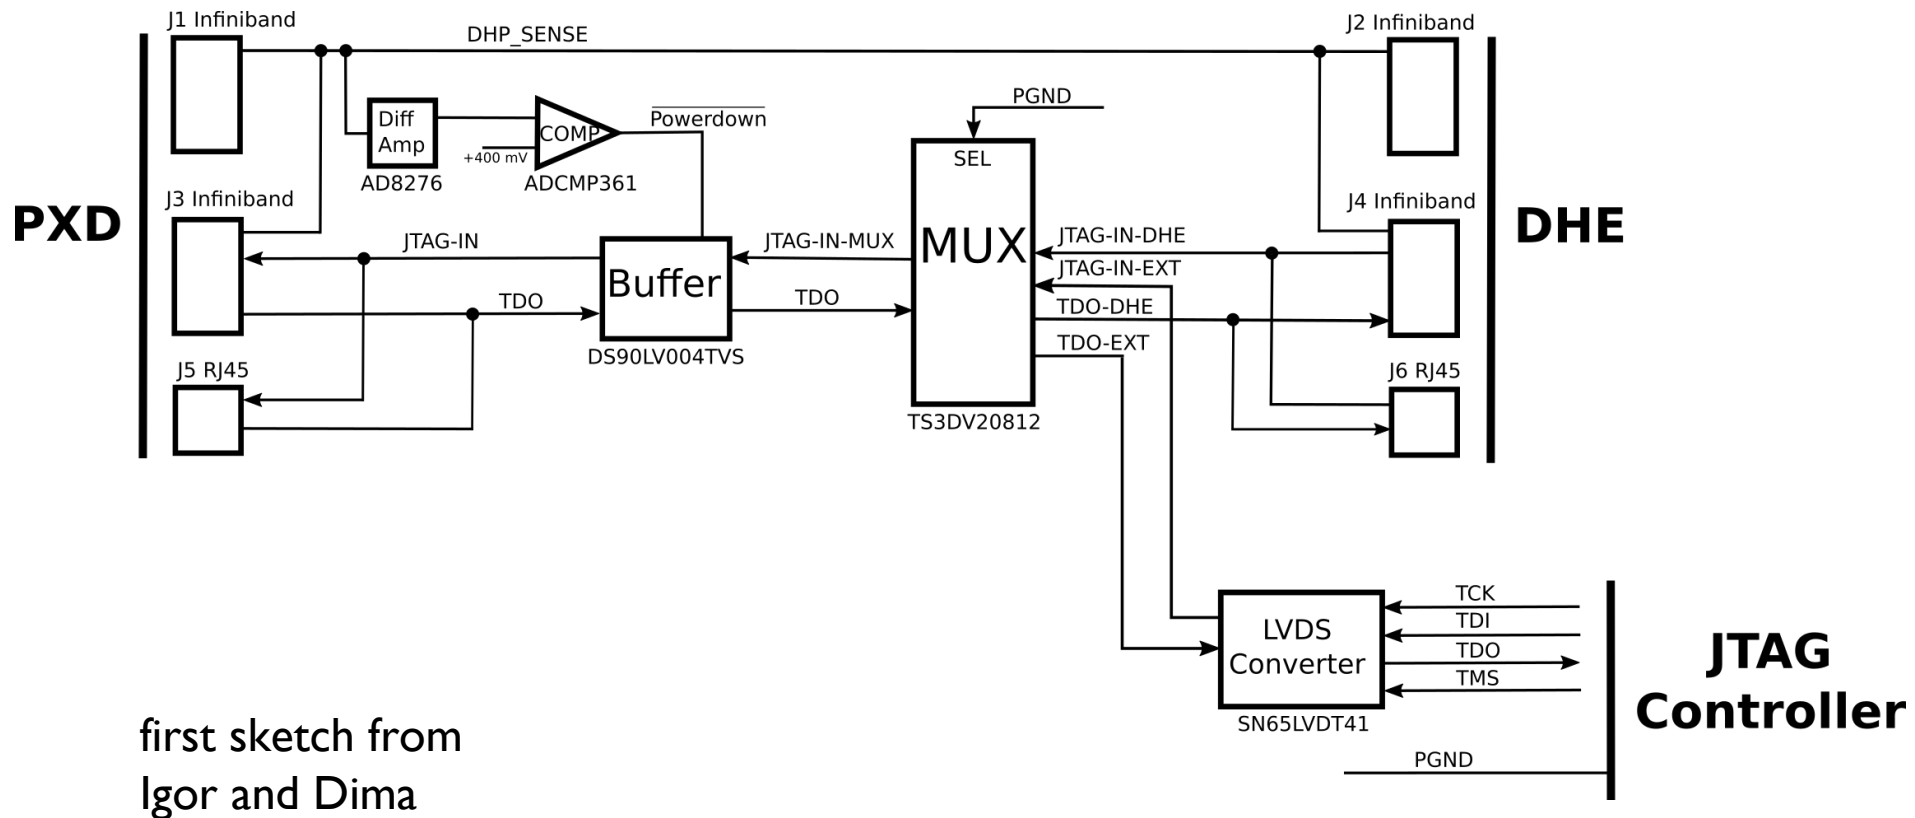 J1 Infiniband
DHP_SENSE
J2 Infiniband
PGND
Diff
Amp
COMP
+400 mV
Powerdown
AD8276
ADCMP361
SEL
PXD
J3 Infiniband
JTAG-IN
TDO
Buffer
DS90LV004TVS
JTAG-IN-MUX
TDO
MUX
TS3DV20812
JTAG-IN-DHE
JTAG-IN-EXT
TDO-DHE
TDO-EXT
J4 Infiniband
DHE
J5 RJ45
J6 RJ45
LVDS
Converter
SN65LVDT41
TCK
TDI
TDO
TMS
PGND
JTAG
Controller
first sketch from
Igor and Dima